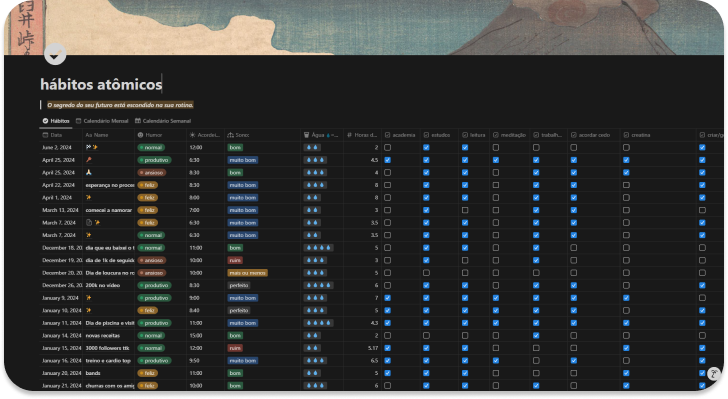 臼井峠
hábitos atômicos
O segredo do seu futuro está escondido na sua rotina.
Hábitos Calendário Mensal Calendário Semanal
Data Aa Nome Humor Acordei... Sono: Água # Horas d... academia estudos leitura meditação trabalh... acordar cedo creatina criar/g
June 2, 2024 normal 12:00 bom 2
April 25, 2024 produtivo 6:30 muito bom 4,5
April 25, 2024 ansioso 8:30 bom 4
April 22, 2024 esperança no proces feliz 8:30 muito bom 8
April 1, 2024 feliz 8:00 muito bom 8
March 13, 2024 comecei a namorar feliz 7:00 muito bom 3
March 7, 2024 feliz 6:30 muito bom 3,5
March 7, 2024 normal 6:30 muito bom 3,5
December 18, 20 dia que eu baixei o t normal 11:00 bom 5
December 19, 20 dia de 1k de seguido ansioso 10:00 ruim 3
December 20, 20 Dia de loucura no ro ansioso 10:00 mais ou menos 5
December 26, 20 200k no vídeo produtivo 8:30 perfeito 6
January 9, 2024 produtivo 9:00 muito bom 7
January 10, 2024 feliz 8:40 perfeito 5
January 11, 2024 Dia de piscina e visit produtivo 11:00 muito bom 4,3
January 14, 2024 novas receitas normal 15:00 bom 2
January 15, 2024 3000 followers ttk normal 12:00 ruim 5,17
January 16, 2024 treino e cardio top produtivo 9:50 muito bom 6,5
January 20, 2024 bands feliz 11:00 bom 5
January 21, 2024 churras com os amig feliz 10:00 bom 6